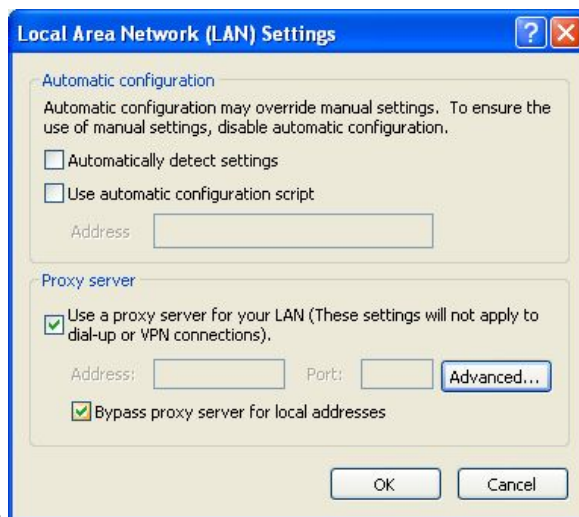 Local Area Network (LAN) Settings
Automatic configuration
Automatic configuration may override manual settings. To ensure the
use of manual settings, disable automatic configuration.
Automatically detect settings
Use automatic configuration script
Address
Proxy server
Use a proxy server for your LAN (These settings will not apply to
dial-up or VPN connections).
Address: Port: Advanced...
Bypass proxy server for local addresses
OK Cancel